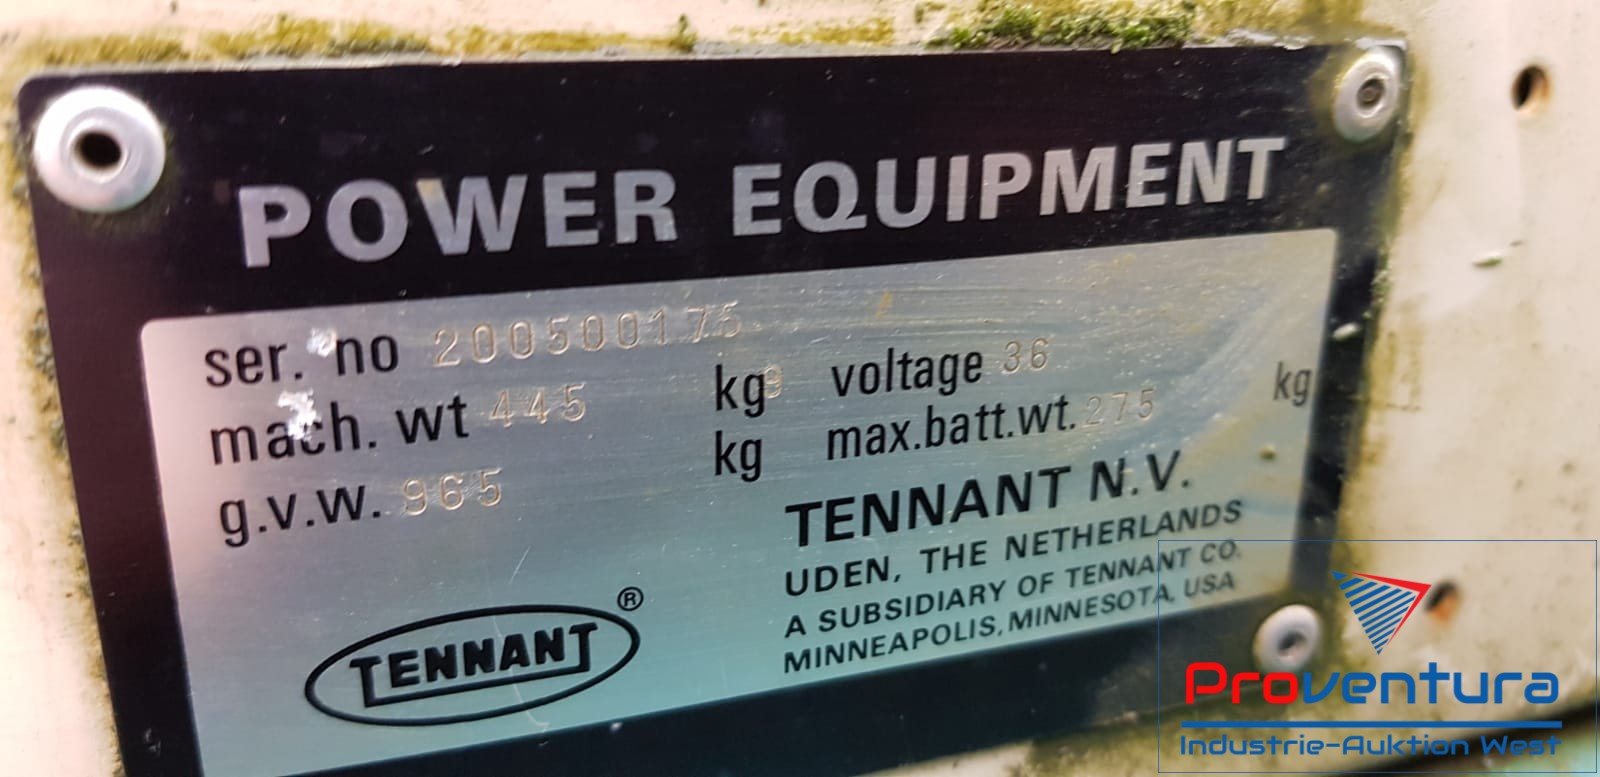 POWER EQUIPMENT
ser. no 200500175
mach. wt 445 kg voltage 36
g.v.w. 965 kg max.batt.wt. 275 kg
TENNANT N.V.
UDEN, THE NETHERLANDS
A SUBSIDIARY OF TENNANT CO.
MINNEAPOLIS, MINNESOTA, USA
TENNANT ®
Proventura
Industrie-Auktion West